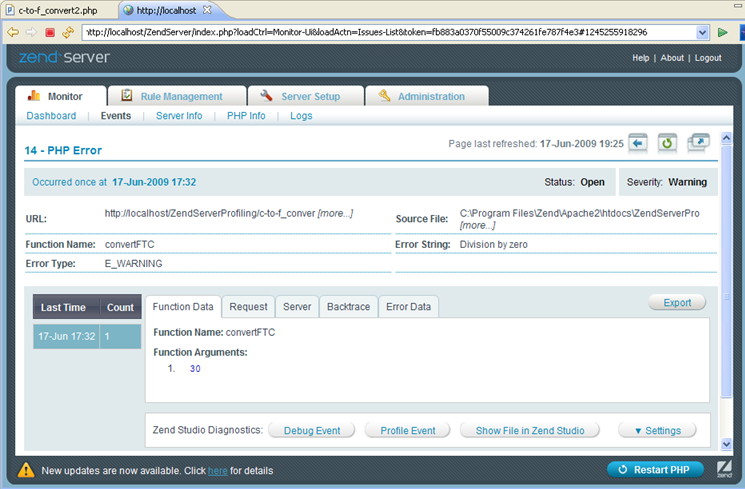 c-to-f_convert2.php http://localhost
http://localhost/ZendServer/index.php?loadCtrl=Monitor-Ui&loadActn=Issues-List&token=fb883a0370f55009c374261fe787f4e3#1245255918296
zend server Help | About | Logout
Monitor Rule Management Server Setup Administration
Dashboard | Events | Server Info | PHP Info | Logs
Page last refreshed: 17-Jun-2009 19:25
14 - PHP Error
Occurred once at 17-Jun-2009 17:32 Status: Open Severity: Warning
URL: http://localhost/ZendServerProfiling/c-to-f_conver [more...] Source File: C:\Program Files\Zend\Apache2\htdocs\ZendServerPro
[more...]
Function Name: convertFTC Error String: Division by zero
Error Type: E_WARNING
Last Time Count Function Data Request Server Backtrace Error Data Export
17-Jun 17:32 1 Function Name: convertFTC
Function Arguments:
1. 30
Zend Studio Diagnostics: Debug Event Profile Event Show File in Zend Studio ▼ Settings
New updates are now available. Click here for details Restart PHP zend